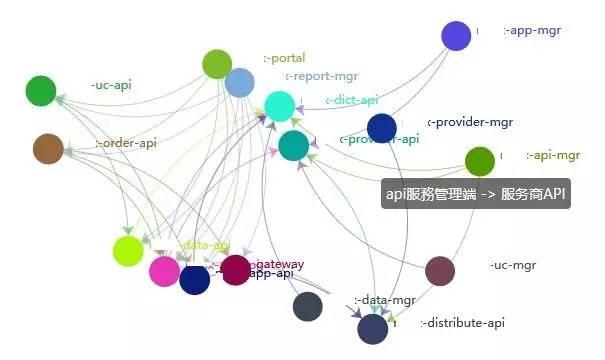 :-app-mgr
:-portal
:-report-mgr
-uc-api
:-dict-api
:-provider-mgr
-order-api
:-api-mgr
api服務管理端 -> 服务商API
-data-api
gateway
app-api
-uc-mgr
:-data-mgr
:-distribute-api